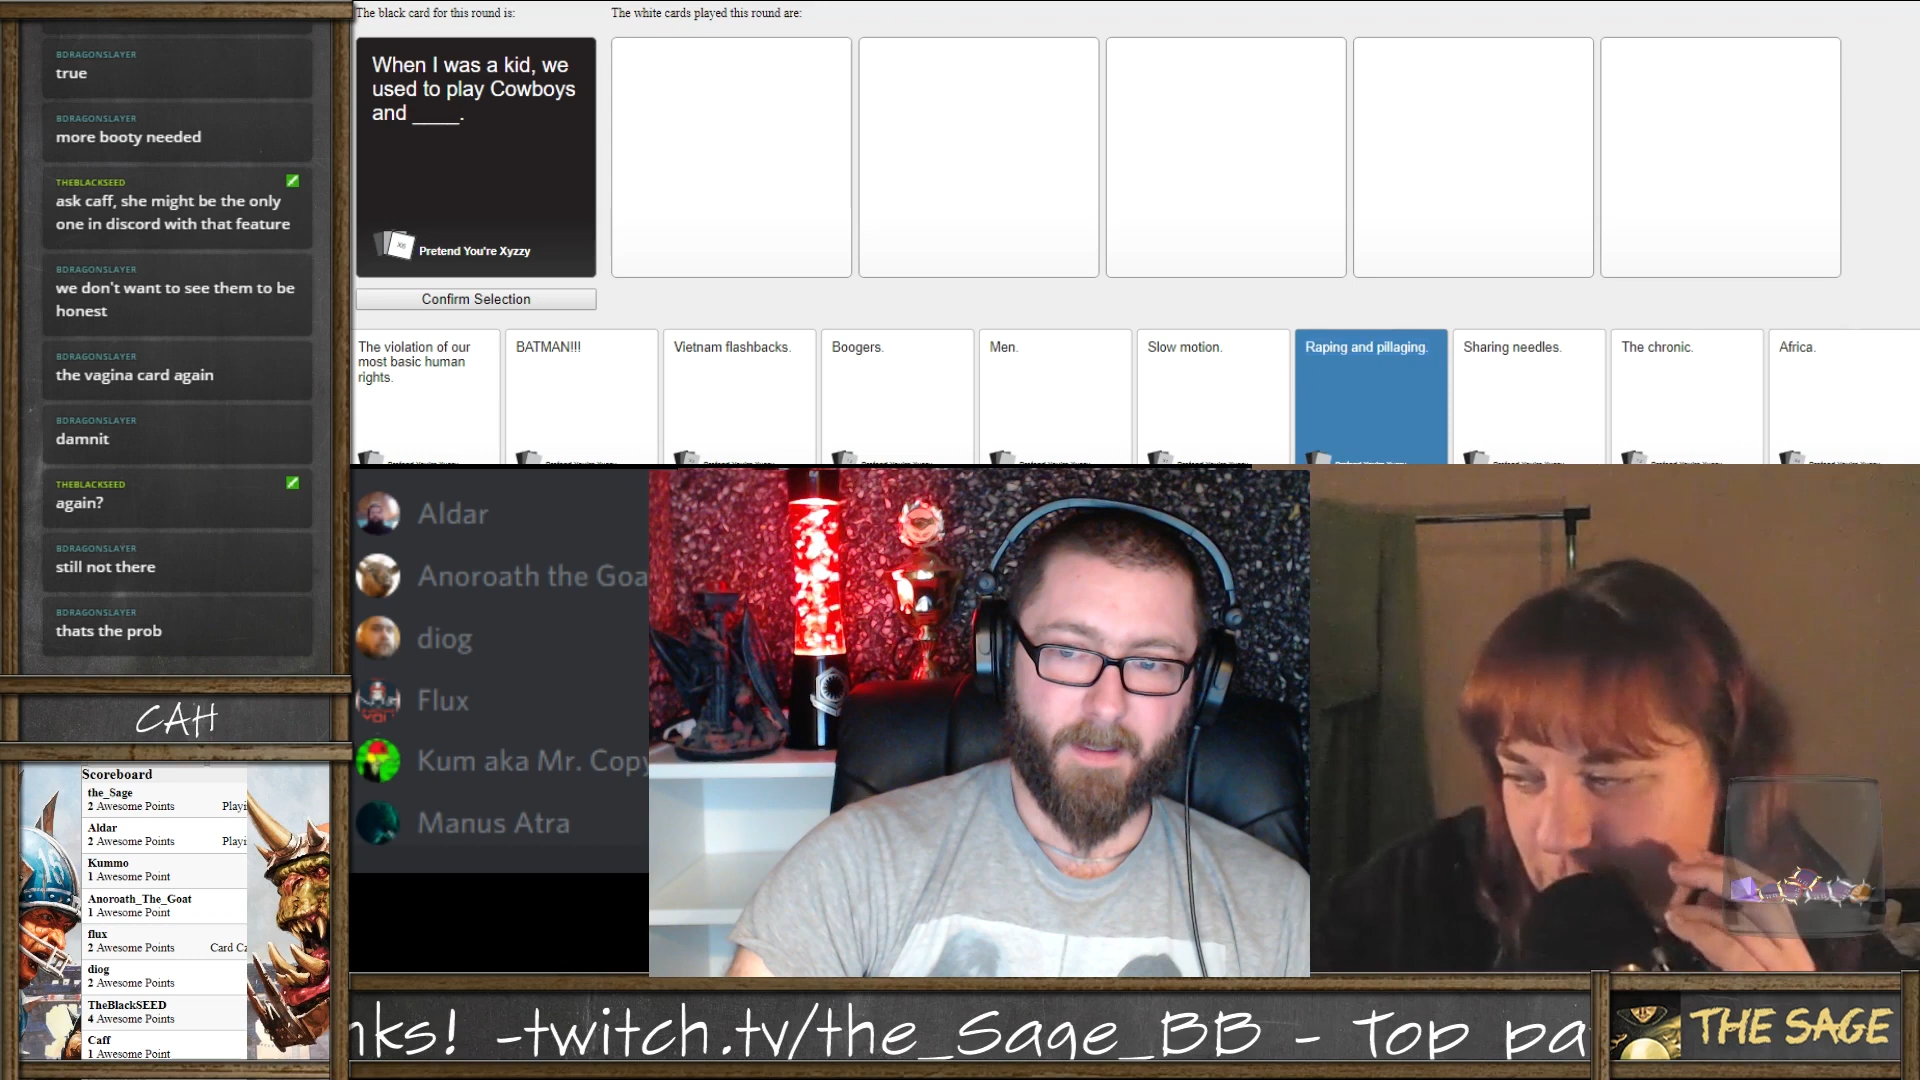 BDRAGONSLAYER
true
BDRAGONSLAYER
more booty needed
THEBLACKSEED
ask caff, she might be the only
one in discord with that feature
BDRAGONSLAYER
we don't want to see them to be
honest
BDRAGONSLAYER
the vagina card again
BDRAGONSLAYER
damnit
THEBLACKSEED
again?
BDRAGONSLAYER
still not there
BDRAGONSLAYER
thats the prob
CAH
Scoreboard
the_Sage
2 Awesome Points Playi
Aldar
2 Awesome Points Playi
Kummo
1 Awesome Point
Anoroath_The_Goat
1 Awesome Point
flux
2 Awesome Points Card Cz
diog
2 Awesome Points
TheBlackSEED
4 Awesome Points
Caff
1 Awesome Point
The black card for this round is:
The white cards played this round are:
When I was a kid, we
used to play Cowboys
and ____.
Pretend You're Xyzzy
Confirm Selection
The violation of our
most basic human
rights.
BATMAN!!!
Vietnam flashbacks.
Boogers.
Men.
Slow motion.
Raping and pillaging.
Sharing needles.
The chronic.
Africa.
Aldar
Anoroath the Goa
diog
Flux
Kum aka Mr. Copy
Manus Atra
nks! -twitch.tv/the_Sage_BB - Top pa
THE SAGE